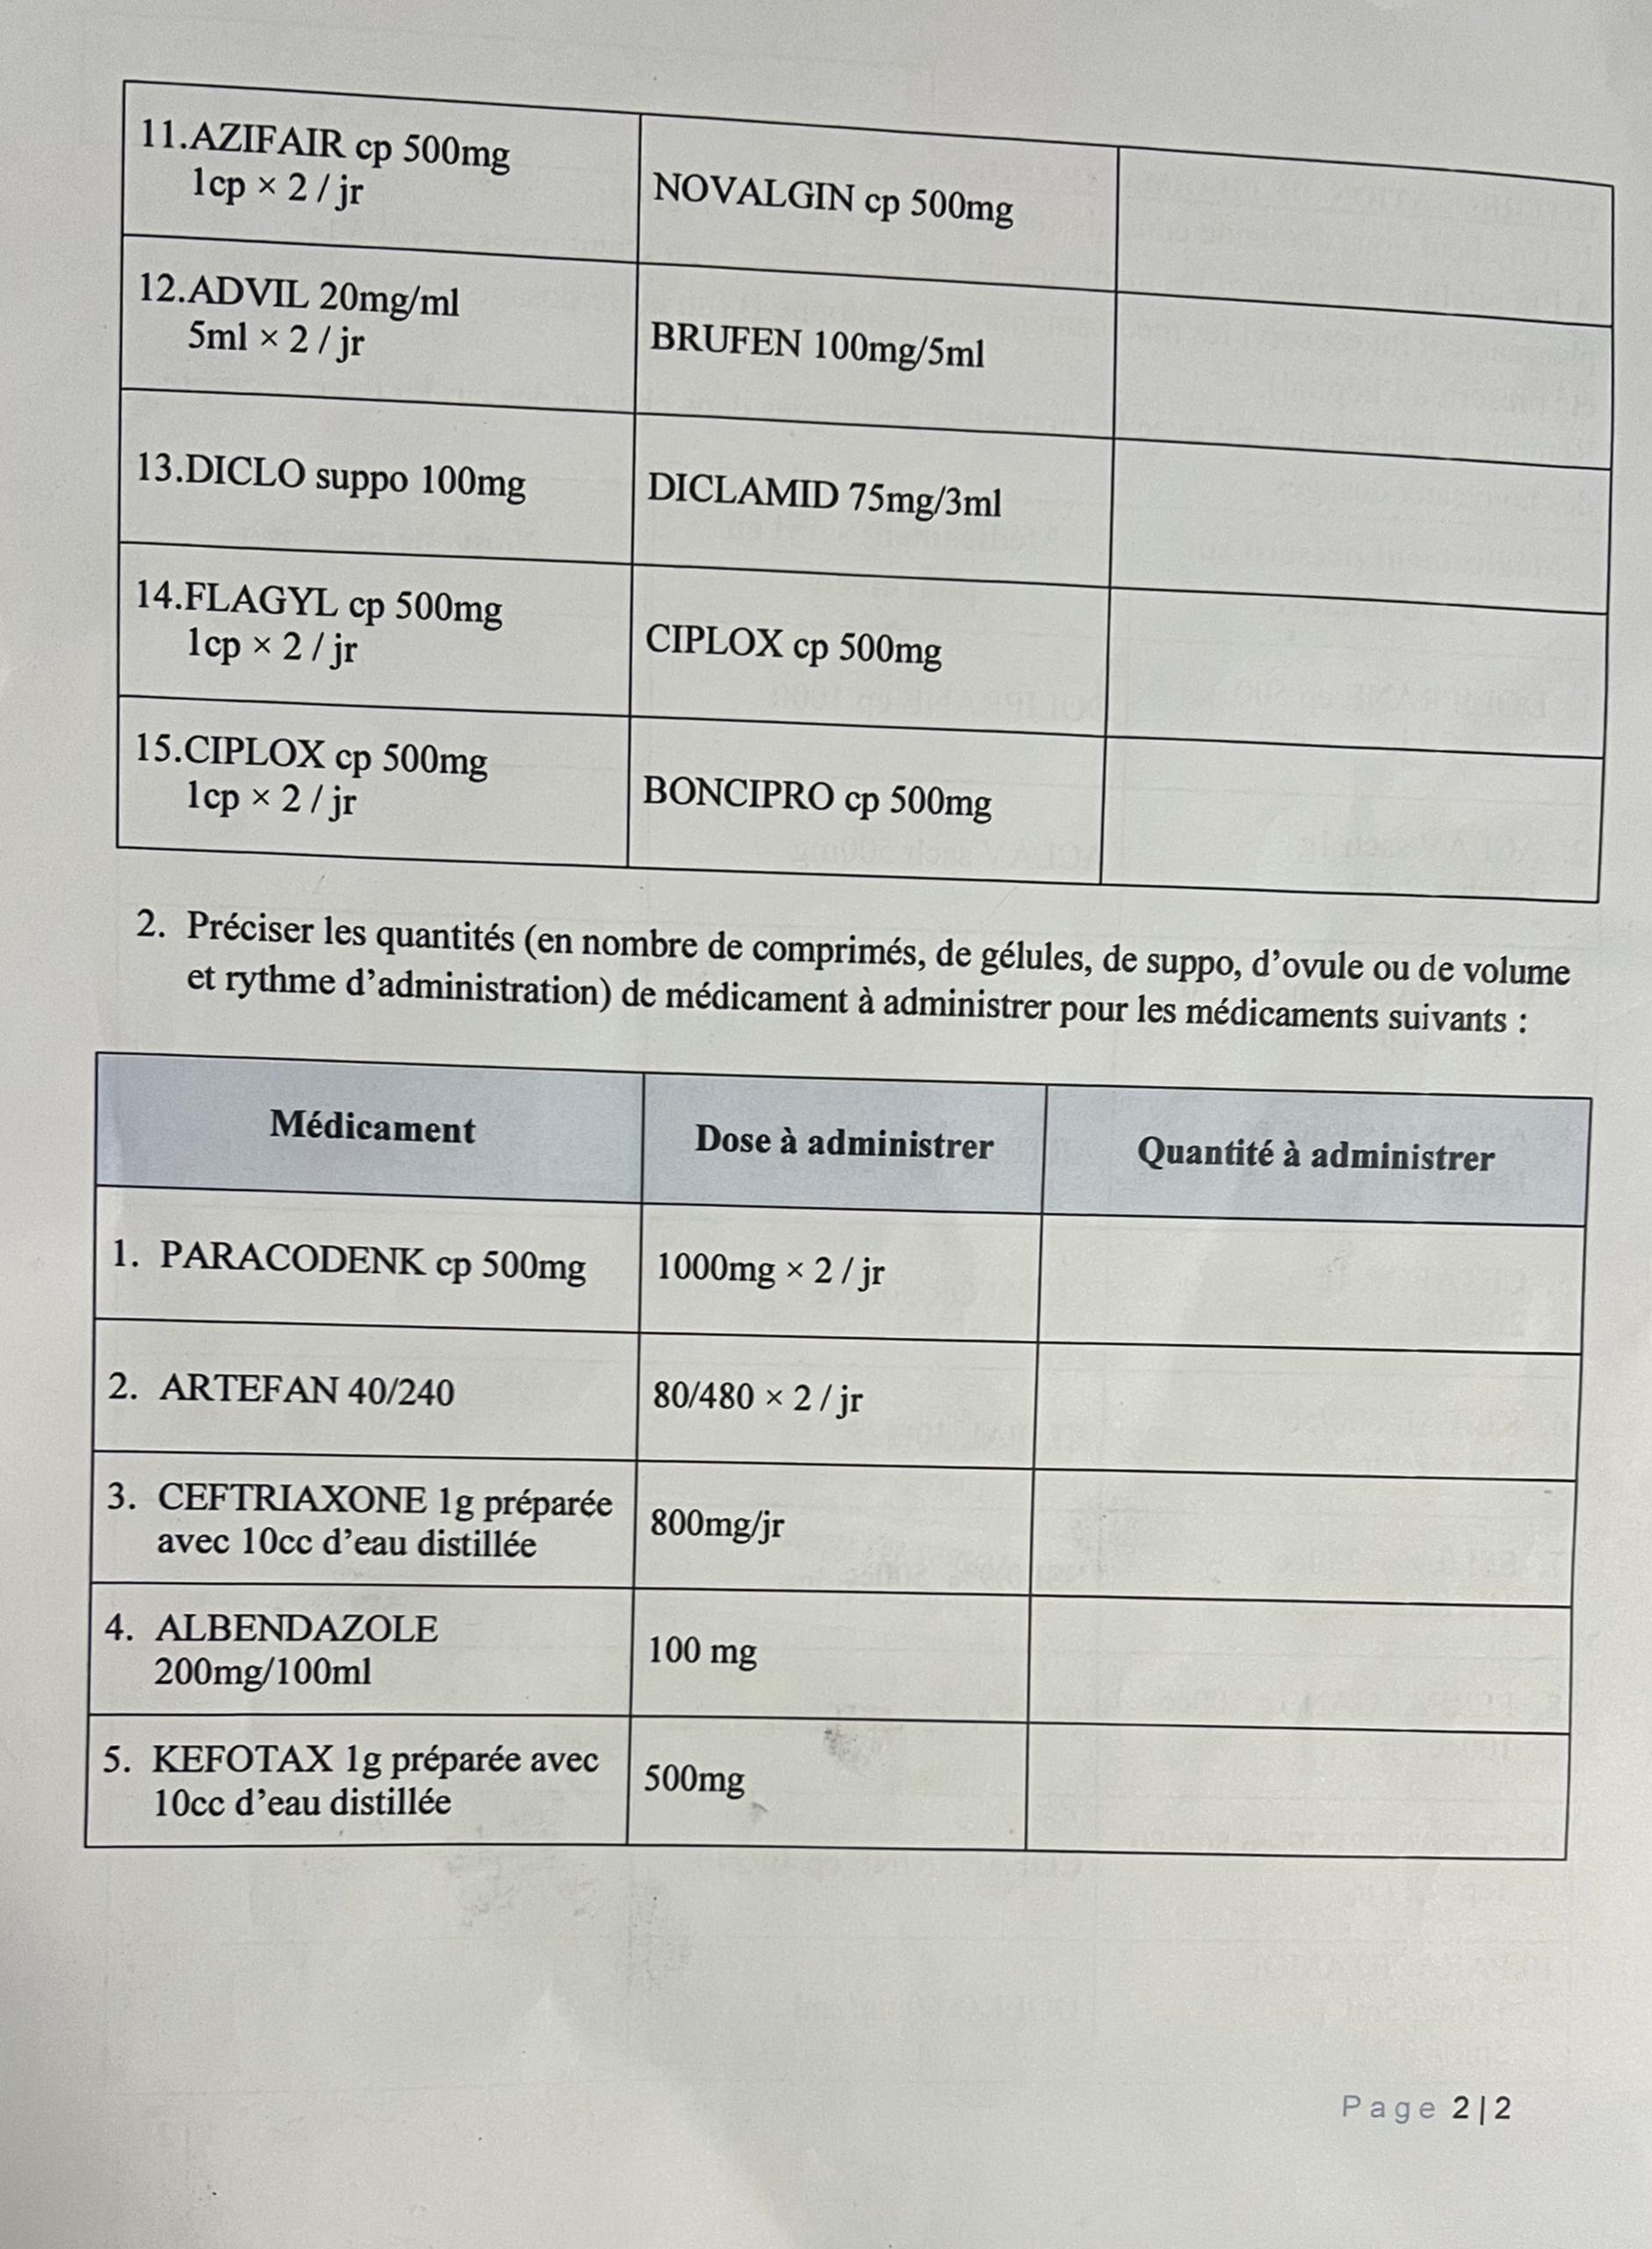 11.AZIFAIR cp 500mg
1cp × 2 / jr
NOVALGIN cp 500mg
12.ADVIL 20mg/ml
5ml × 2 / jr
BRUFEN 100mg/5ml
13.DICLO suppo 100mg
DICLAMID 75mg/3ml
14.FLAGYL cp 500mg
1cp × 2 / jr
CIPLOX cp 500mg
15.CIPLOX cp 500mg
1cp × 2 / jr
BONCIPRO cp 500mg
2. Préciser les quantités (en nombre de comprimés, de gélules, de suppo, d’ovule ou de volume
et rythme d’administration) de médicament à administrer pour les médicaments suivants :
Médicament
Dose à administrer
Quantité à administrer
1. PARACODENK cp 500mg
1000mg × 2 / jr
2. ARTEFAN 40/240
80/480 × 2 / jr
3. CEFTRIAXONE 1g préparée
avec 10cc d’eau distillée
800mg/jr
4. ALBENDAZOLE
200mg/100ml
100 mg
5. KEFOTAX 1g préparée avec
10cc d’eau distillée
500mg
Page 2|2